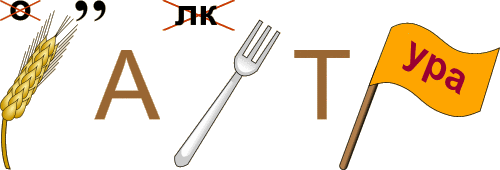 о ,, лк
А Т ура